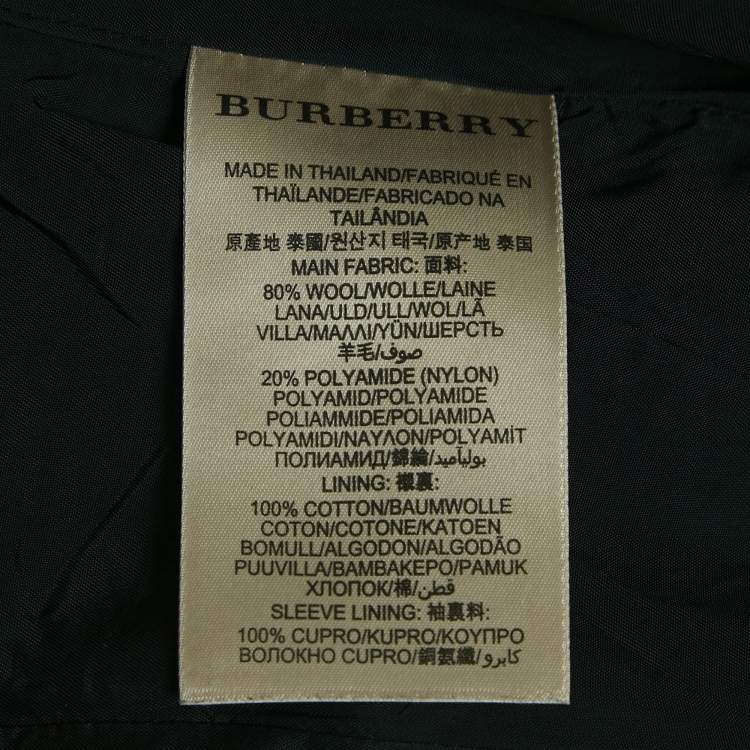 BURBERRY
MADE IN THAILAND/FABRIQUÉ EN
THAÏLANDE/FABRICADO NA
TAILÂNDIA
原產地 泰國/원산지 태국/原产地 泰国
MAIN FABRIC: 面料:
80% WOOL/WOLLE/LAINE
LANA/ULD/ULL/WOL/LÃ
VILLA/ΜΑΛΛΙ/YÜN/ШЕРСТЬ
羊毛/صوف
20% POLYAMIDE (NYLON)
POLYAMID/POLYAMIDE
POLIAMMIDE/POLIAMIDA
POLYAMIDI/ΝΑΥΛΟΝ/POLYAMİT
ПОЛИАМИД/錦綸/بولیآمید
LINING: 襯裏:
100% COTTON/BAUMWOLLE
COTON/COTONE/KATOEN
BOMULL/ALGODON/ALGODÃO
PUUVILLA/ΒΑΜΒΑΚΕΡΟ/PAMUK
ХЛОПОК/棉/قطن
SLEEVE LINING: 袖裏料:
100% CUPRO/KUPRO/ΚΟΥΠΡΟ
ВОЛОКНО CUPRO/銅氨纖/كابرو